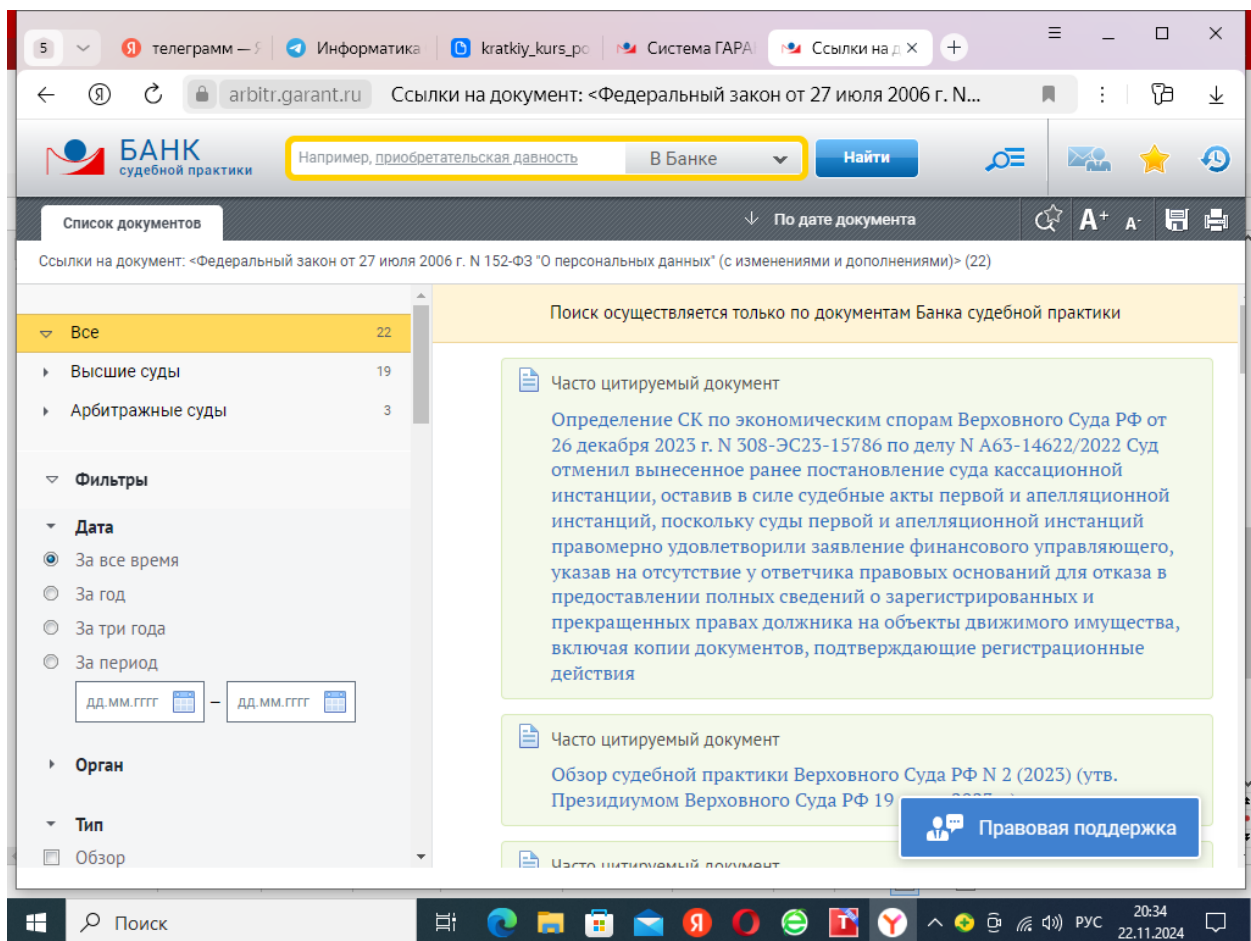 5
Я телеграмм — Я
Информатика
kratkiy_kurs_po
Система ГАРА
Ссылки на д
arbitr.garant.ru Ссылки на документ: <Федеральный закон от 27 июля 2006 г. N...
БАНК
судебной практики
Например, приобретательская давность
В Банке
Найти
Список документов
По дате документа
A+ A-
Ссылки на документ: <Федеральный закон от 27 июля 2006 г. N 152-ФЗ "О персональных данных" (с изменениями и дополнениями)> (22)
Все 22
Высшие суды 19
Арбитражные суды 3
Фильтры
Дата
За все время
За год
За три года
За период
дд.мм.гггг – дд.мм.гггг
Орган
Тип
Обзор
Поиск осуществляется только по документам Банка судебной практики
Часто цитируемый документ
Определение СК по экономическим спорам Верховного Суда РФ от
26 декабря 2023 г. N 308-ЭС23-15786 по делу N А63-14622/2022 Суд
отменил вынесенное ранее постановление суда кассационной
инстанции, оставив в силе судебные акты первой и апелляционной
инстанций, поскольку суды первой и апелляционной инстанций
правомерно удовлетворили заявление финансового управляющего,
указав на отсутствие у ответчика правовых оснований для отказа в
предоставлении полных сведений о зарегистрированных и
прекращенных правах должника на объекты движимого имущества,
включая копии документов, подтверждающие регистрационные
действия
Часто цитируемый документ
Обзор судебной практики Верховного Суда РФ N 2 (2023) (утв.
Президиумом Верховного Суда РФ 19
Часто цитируемый документ
Правовая поддержка
Поиск
РУС
20:34
22.11.2024